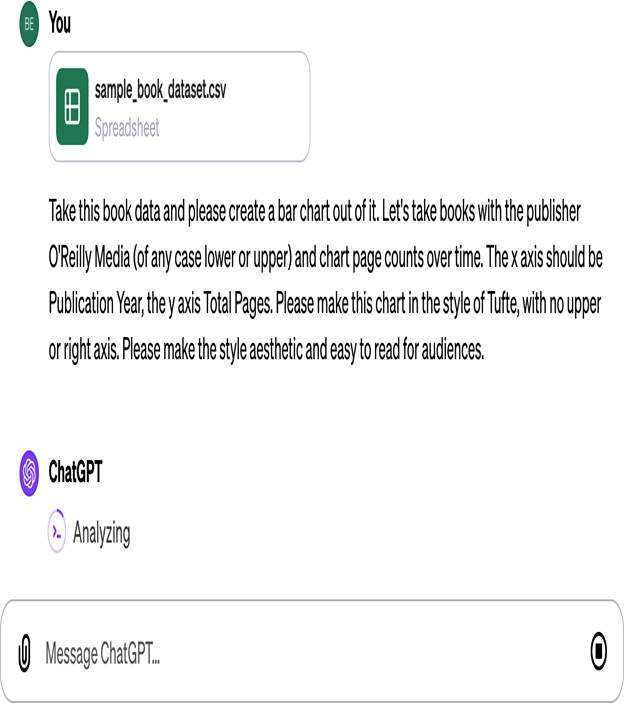 BE
You
sample_book_dataset.csv
Spreadsheet
Take this book data and please create a bar chart out of it. Let's take books with the publisher
O'Reilly Media (of any case lower or upper) and chart page counts over time. The x axis should be
Publication Year, the y axis Total Pages. Please make this chart in the style of Tufte, with no upper
or right axis. Please make the style aesthetic and easy to read for audiences.
ChatGPT
Analyzing
Message ChatGPT...